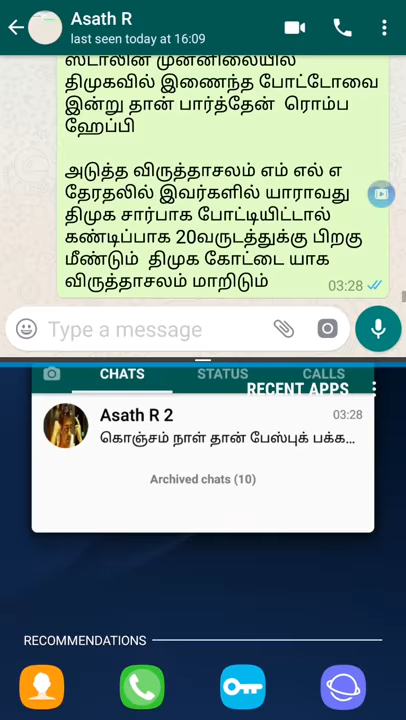 Asath R
last seen today at 16:09
ஸ்டாலின் முன்னிலையில்
திமுகவில் இணைந்த போட்டோவை
இன்று தான் பார்த்தேன் ரொம்ப
ஹேப்பி
அடுத்த விருத்தாசலம் எம் எல் ஏ
தேரதலில் இவர்களில் யாராவது
திமுக சார்பாக போட்டியிட்டால்
கண்டிப்பாக 20வருடத்துக்கு பிறகு
மீண்டும் திமுக கோட்டை யாக
விருத்தாசலம் மாறிடும்
03:28
Type a message
CHATS STATUS CALLS
RECENT APPS
Asath R 2 03:28
கொஞ்சம் நாள் தான் பேஸ்புக் பக்க...
Archived chats (10)
RECOMMENDATIONS